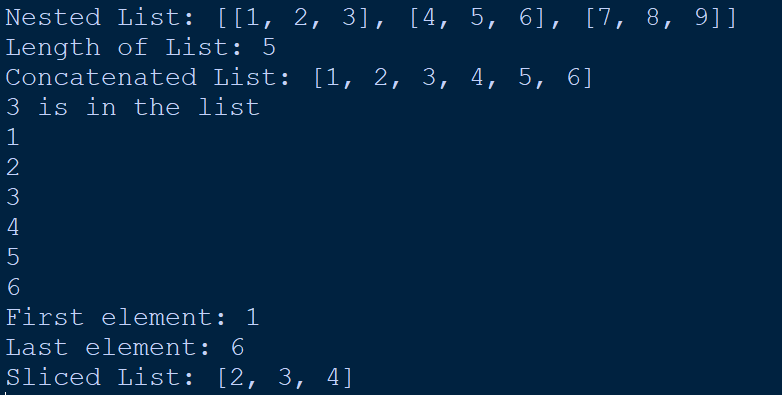 Nested List: [[1, 2, 3], [4, 5, 6], [7, 8, 9]]
Length of List: 5
Concatenated List: [1, 2, 3, 4, 5, 6]
3 is in the list
1
2
3
4
5
6
First element: 1
Last element: 6
Sliced List: [2, 3, 4]